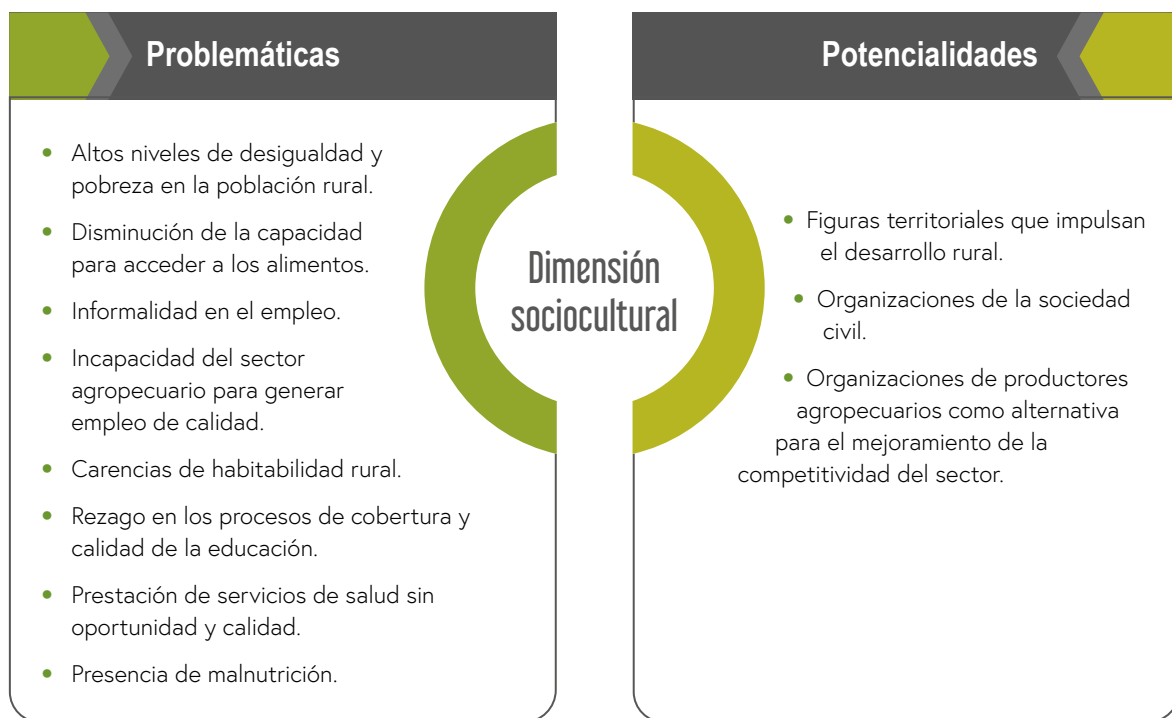 Problemáticas
• Altos niveles de desigualdad y
pobreza en la población rural.
• Disminución de la capacidad
para acceder a los alimentos.
• Informalidad en el empleo.
• Incapacidad del sector
agropecuario para generar
empleo de calidad.
• Carencias de habitabilidad rural.
• Rezago en los procesos de cobertura y
calidad de la educación.
• Prestación de servicios de salud sin
oportunidad y calidad.
• Presencia de malnutrición.
Dimensión
sociocultural
Potencialidades
• Figuras territoriales que impulsan
el desarrollo rural.
• Organizaciones de la sociedad
civil.
• Organizaciones de productores
agropecuarios como alternativa
para el mejoramiento de la
competitividad del sector.